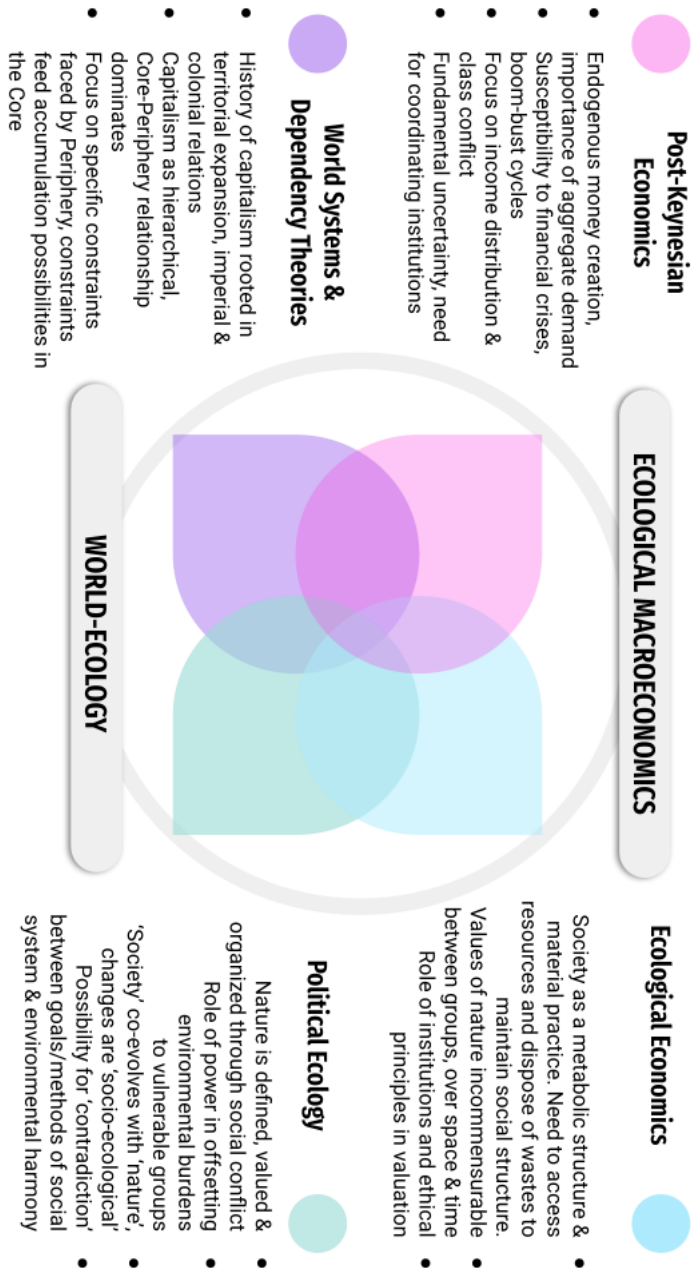 ECOLOGICAL MACROECONOMICS
Post-Keynesian
Economics
• Endogenous money creation,
importance of aggregate demand
• Susceptibility to financial crises,
boom-bust cycles
• Focus on income distribution &
class conflict
• Fundamental uncertainty, need
for coordinating institutions
Ecological Economics
• Society as a metabolic structure &
material practice. Need to access
resources and dispose of wastes to
maintain social structure.
• Values of nature incommensurable
between groups, over space & time
• Role of institutions and ethical
principles in valuation
World Systems &
Dependency Theories
• History of capitalism rooted in
territorial expansion, imperial &
colonial relations
• Capitalism as hierarchical,
Core-Periphery relationship
dominates
• Focus on specific constraints
faced by Periphery, constraints
feed accumulation possibilities in
the Core
Political Ecology
• Nature is defined, valued &
organized through social conflict
• Role of power in offsetting
environmental burdens
to vulnerable groups
• 'Society' co-evolves with 'nature',
changes are 'socio-ecological'
• Possibility for 'contradiction'
between goals/methods of social
system & environmental harmony
WORLD-ECOLOGY